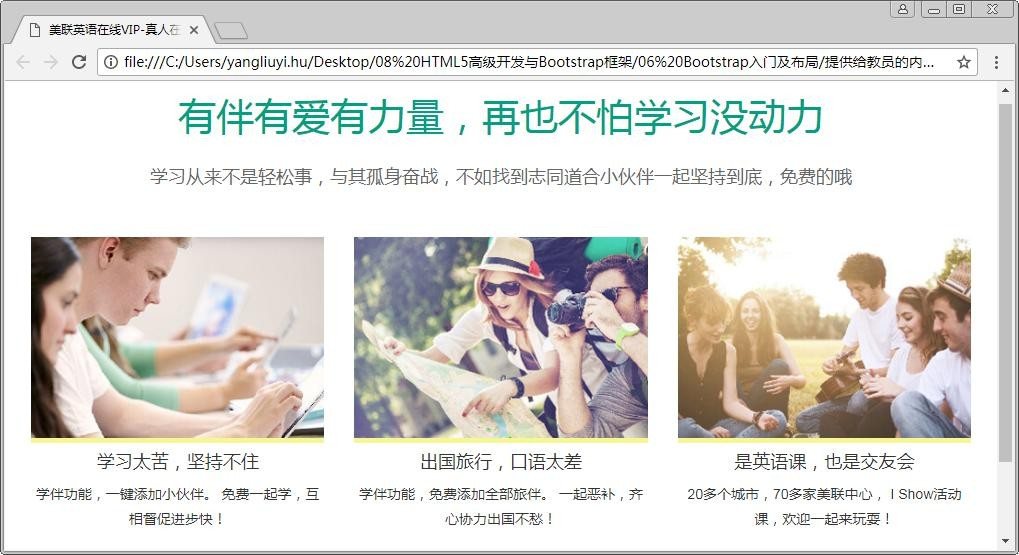 美联英语在线VIP-真人在
file:///C:/Users/yangliuyi.hu/Desktop/08%20HTML5高级开发与Bootstrap框架/06%20Bootstrap入门及布局/提供给教员的内...
有伴有爱有力量，再也不怕学习没动力
学习从来不是轻松事，与其孤身奋战，不如找到志同道合小伙伴一起坚持到底，免费的哦
学习太苦，坚持不住
学伴功能，一键添加小伙伴。 免费一起学，互
相督促进步快！
出国旅行，口语太差
学伴功能，免费添加全部旅伴。 一起恶补，齐
心协力出国不愁！
是英语课，也是交友会
20多个城市，70多家美联中心， I Show活动
课，欢迎一起来玩耍！